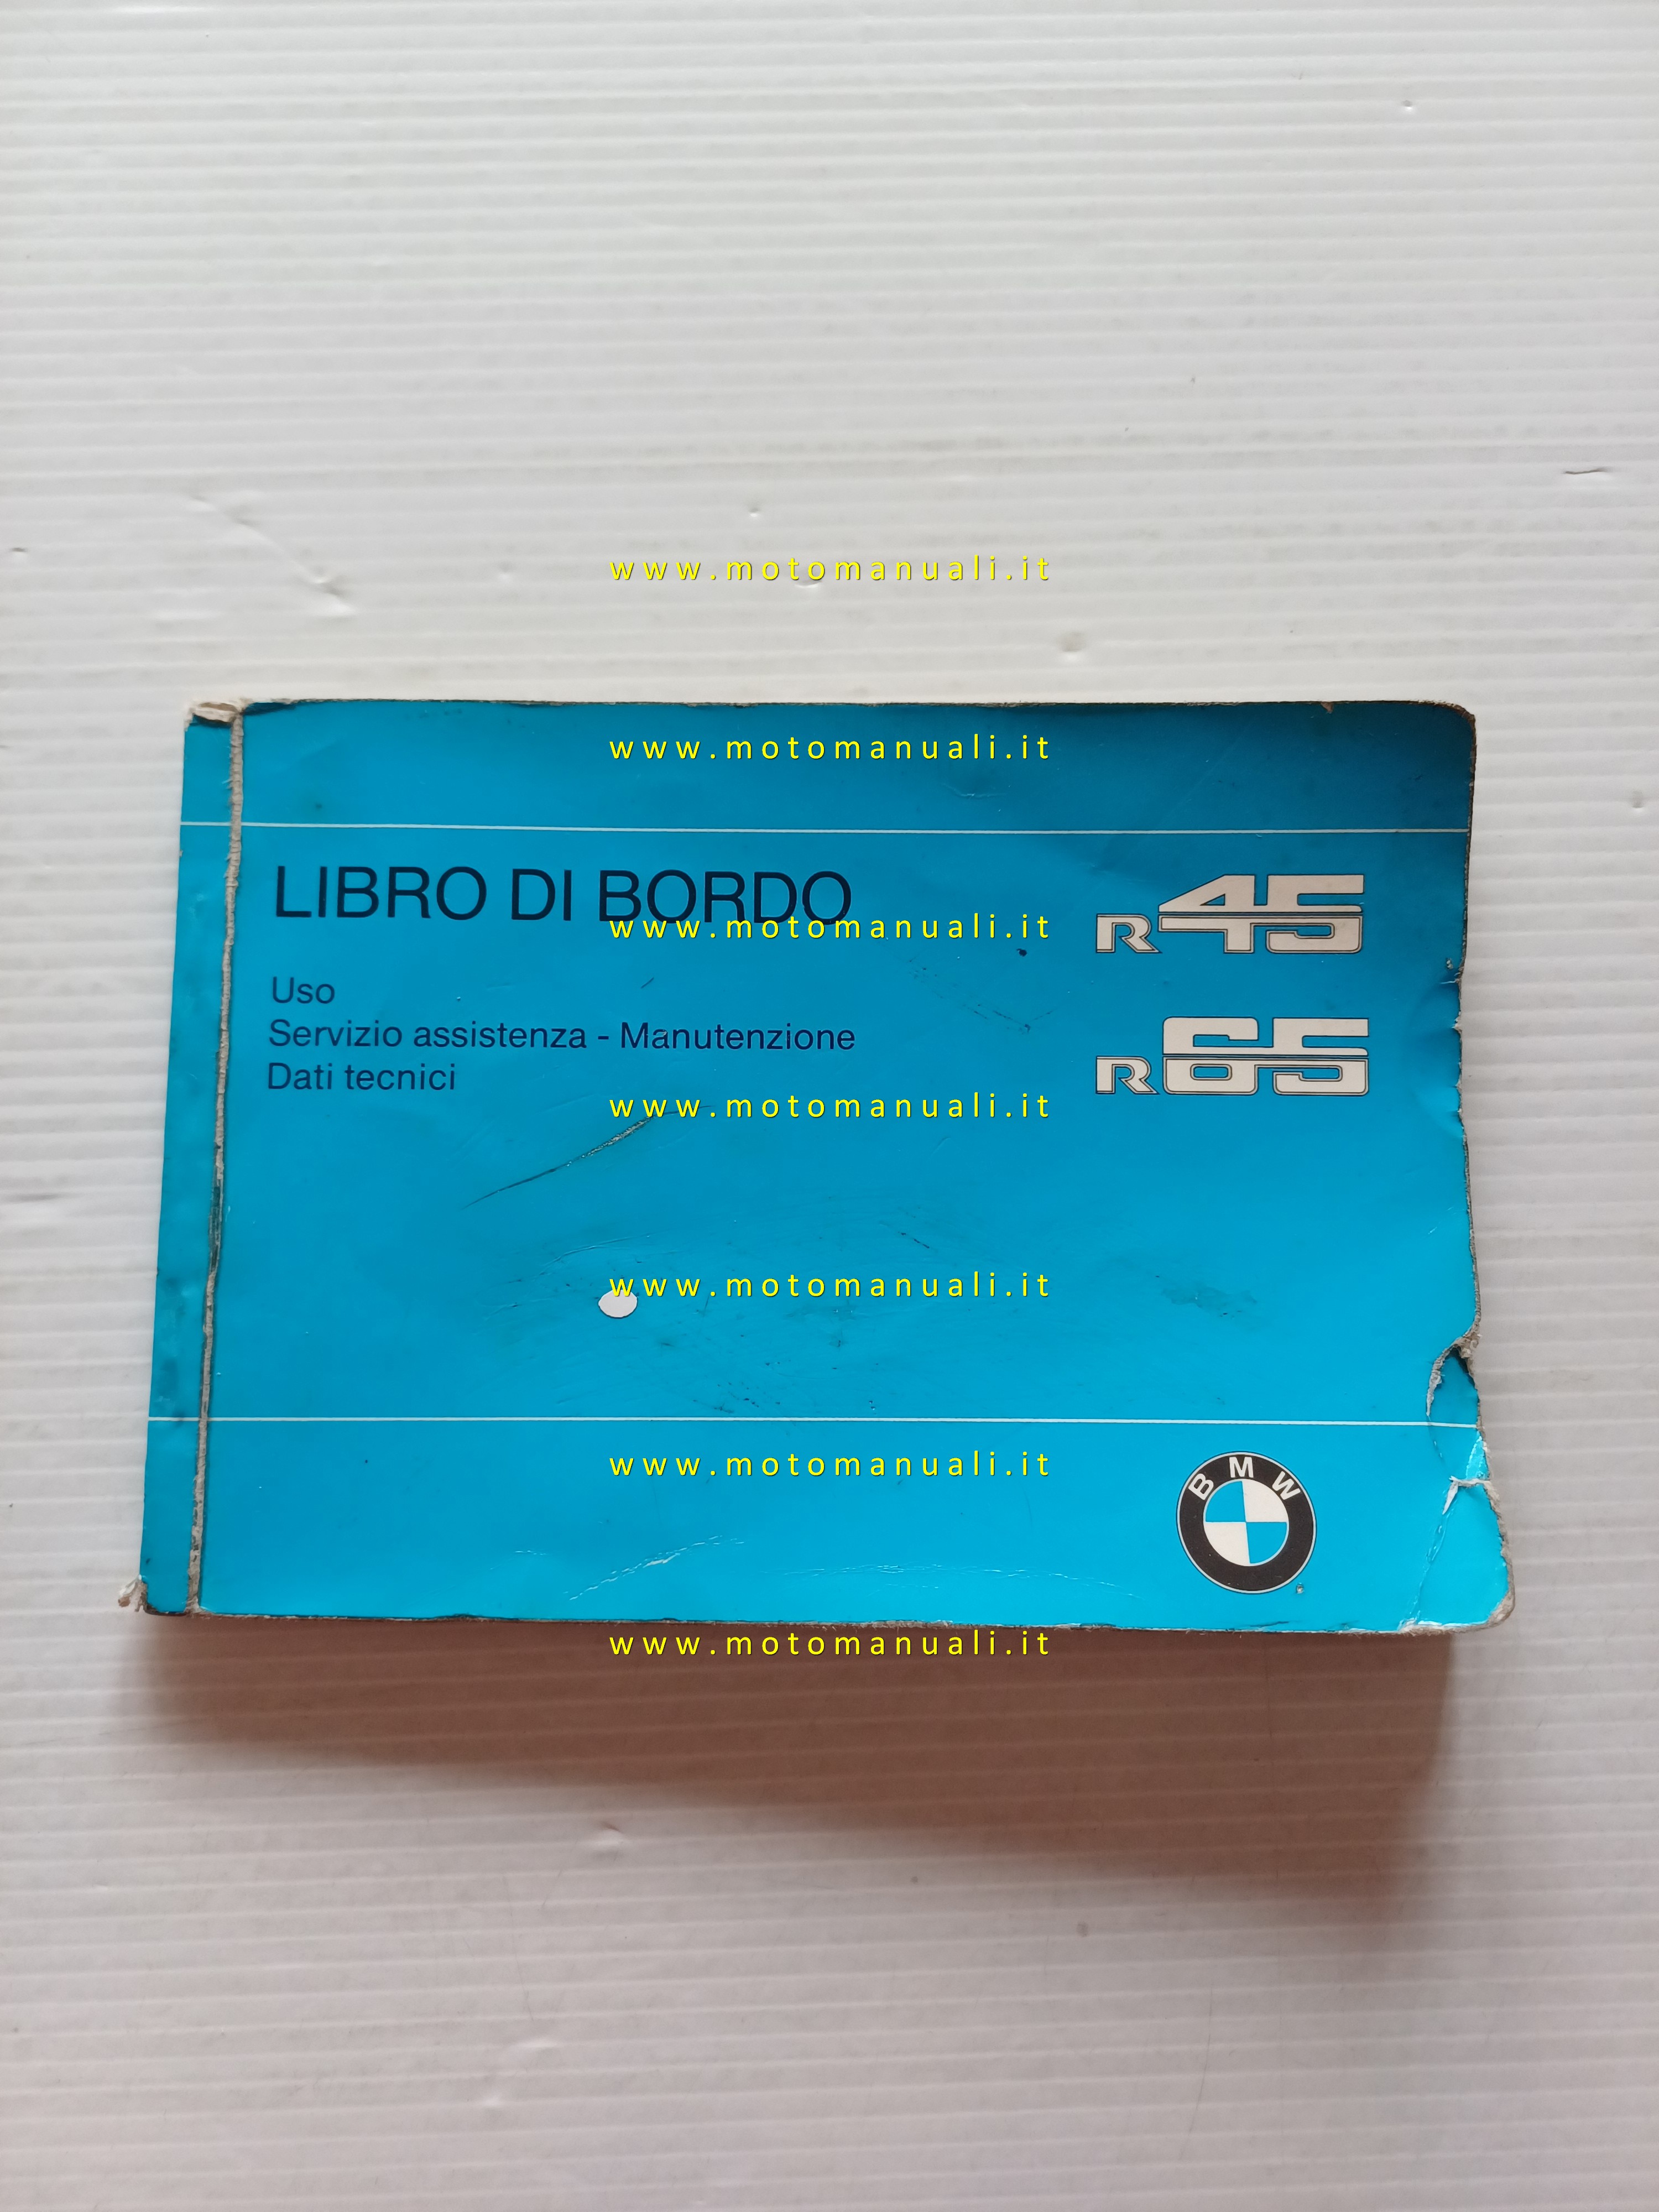 www.motomanuali.it
www.motomanuali.it
LIBRO DI BORDO
R45
www.motomanuali.it
Uso
Servizio assistenza - Manutenzione
Dati tecnici
R65
www.motomanuali.it
www.motomanuali.it
www.motomanuali.it
BMW
www.motomanuali.it